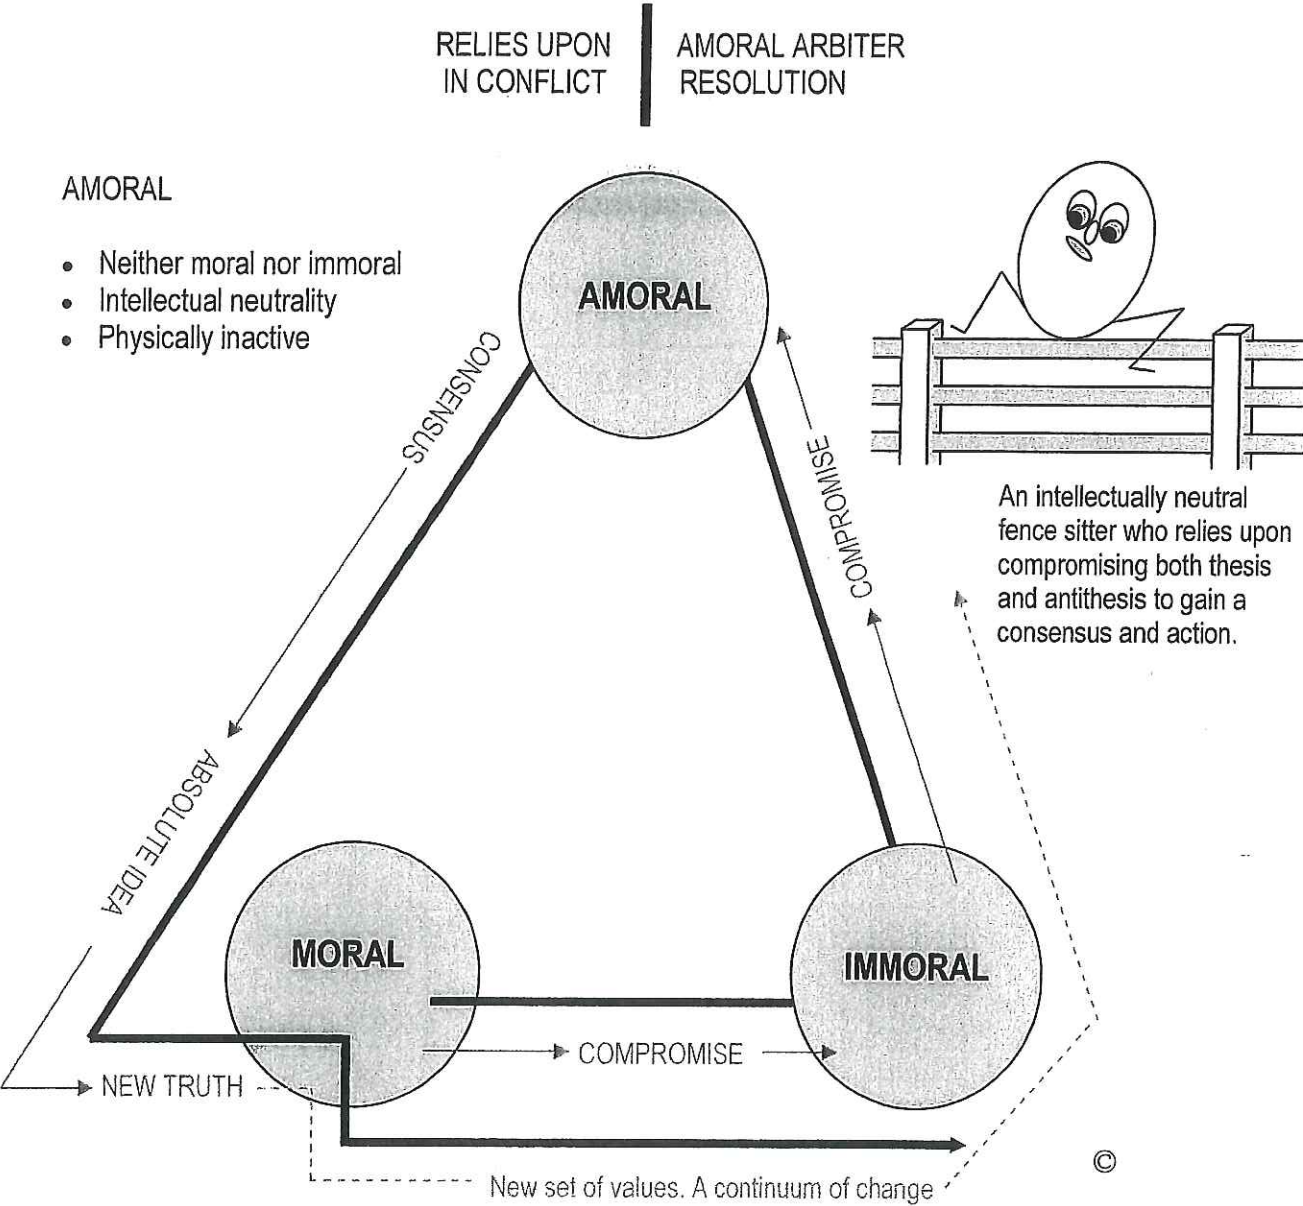 RELIES UPON
IN CONFLICT
AMORAL ARBITER
RESOLUTION
AMORAL
• Neither moral nor immoral
• Intellectual neutrality
• Physically inactive
AMORAL
CONSENSUS
COMPROMISE
An intellectually neutral
fence sitter who relies upon
compromising both thesis
and antithesis to gain a
consensus and action.
ABSOLUTE IDEA
MORAL
IMMORAL
COMPROMISE
NEW TRUTH
©
New set of values. A continuum of change